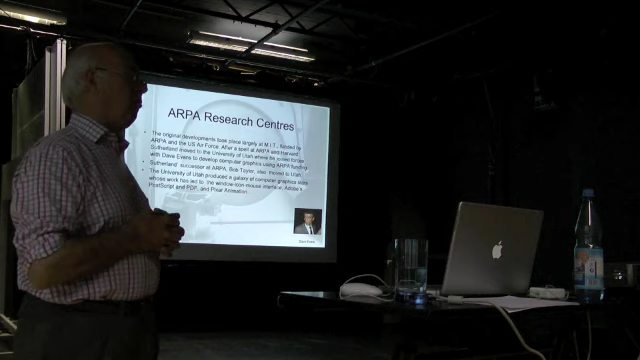 ARPA Research Centres
• The original developments took place largely at M.I.T., funded by
ARPA and the US Air Force. After a spell at ARPA and Harvard
Sutherland moved to the University of Utah where he joined forces
with Dave Evans to develop computer graphics using ARPA funding
• Sutherland' successor at ARPA, Bob Taylor, also moved to Utah.
• The University of Utah produced a galaxy of computer graphics stars
whose work has led to the window-icon-mouse interface, Adobe's
PostScript and PDF, and Pixar Animation.
Dave Evans